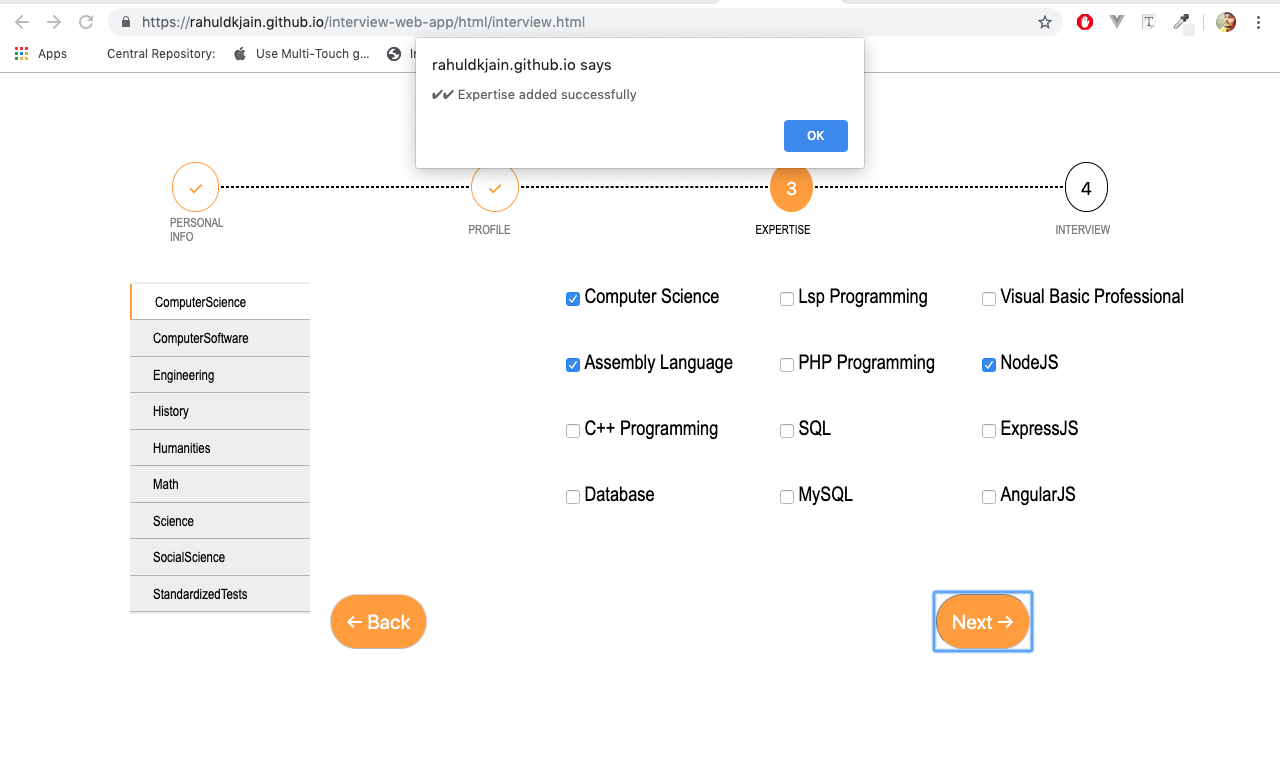 https://rahuldkjain.github.io/interview-web-app/html/interview.html
Apps Central Repository: Use Multi-Touch g...
rahuldkjain.github.io says
✔✔ Expertise added successfully
OK
3 4
PERSONAL INFO
PROFILE
EXPERTISE
INTERVIEW
ComputerScience
ComputerSoftware
Engineering
History
Humanities
Math
Science
SocialScience
StandardizedTests
Computer Science Lsp Programming Visual Basic Professional
Assembly Language PHP Programming NodeJS
C++ Programming SQL ExpressJS
Database MySQL AngularJS
← Back Next →